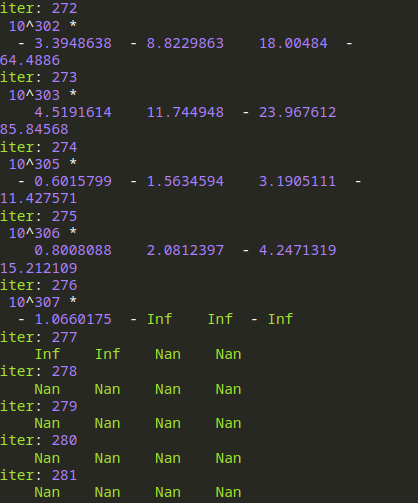 iter: 272
10^302 *
- 3.3948638 - 8.8229863 18.00484 -
64.4886
iter: 273
10^303 *
4.5191614 11.744948 - 23.967612
85.84568
iter: 274
10^305 *
- 0.6015799 - 1.5634594 3.1905111 -
11.427571
iter: 275
10^306 *
0.8008088 2.0812397 - 4.2471319
15.212109
iter: 276
10^307 *
- 1.0660175 - Inf Inf - Inf
iter: 277
Inf Inf Nan Nan
iter: 278
Nan Nan Nan Nan
iter: 279
Nan Nan Nan Nan
iter: 280
Nan Nan Nan Nan
iter: 281
Nan Nan Nan Nan